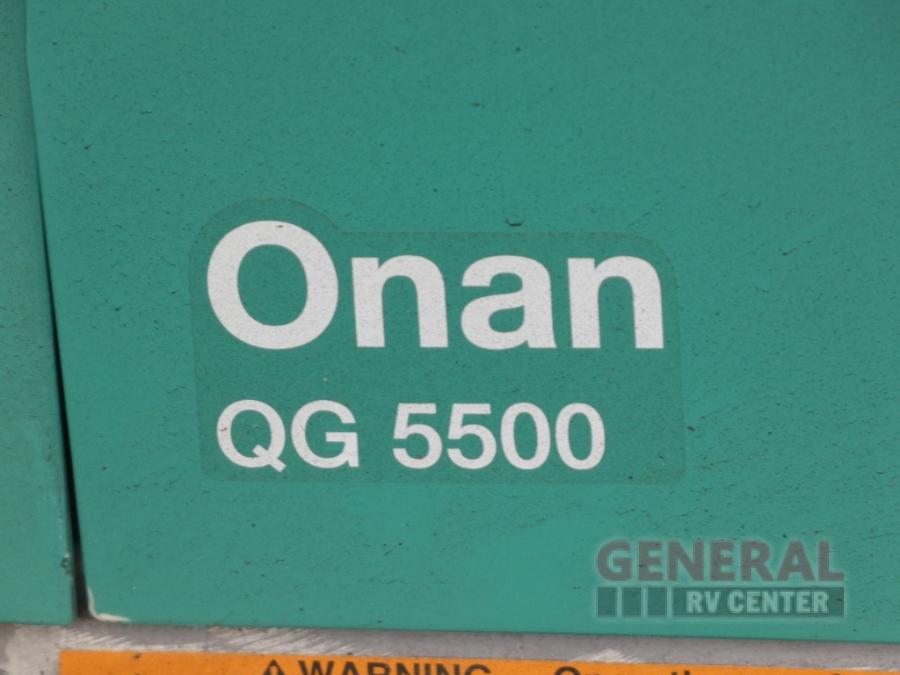 Onan
QG 5500
GENERAL
RV CENTER
WARNING